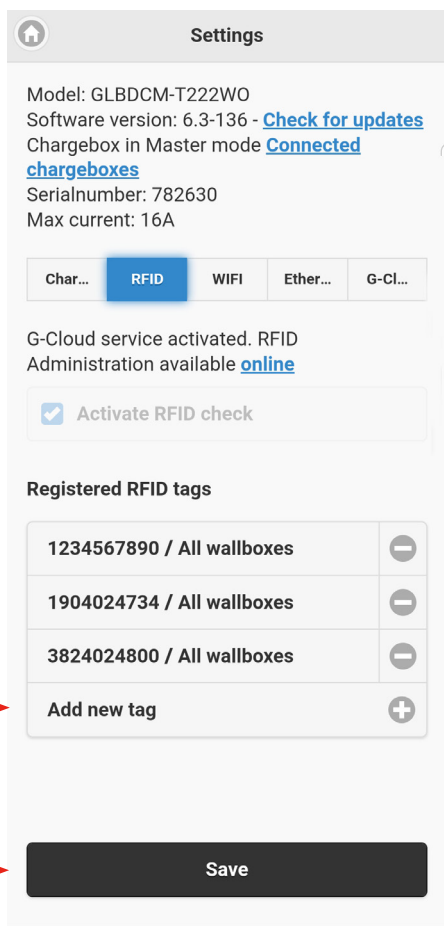 Settings
Model: GLBDCM-T222WO
Software version: 6.3-136 - Check for updates
Chargebox in Master mode Connected
chargeboxes
Serialnumber: 782630
Max current: 16A
Char... RFID WIFI Ether... G-Cl...
G-Cloud service activated. RFID
Administration available online
Activate RFID check
Registered RFID tags
1234567890 / All wallboxes
1904024734 / All wallboxes
3824024800 / All wallboxes
Add new tag
Save